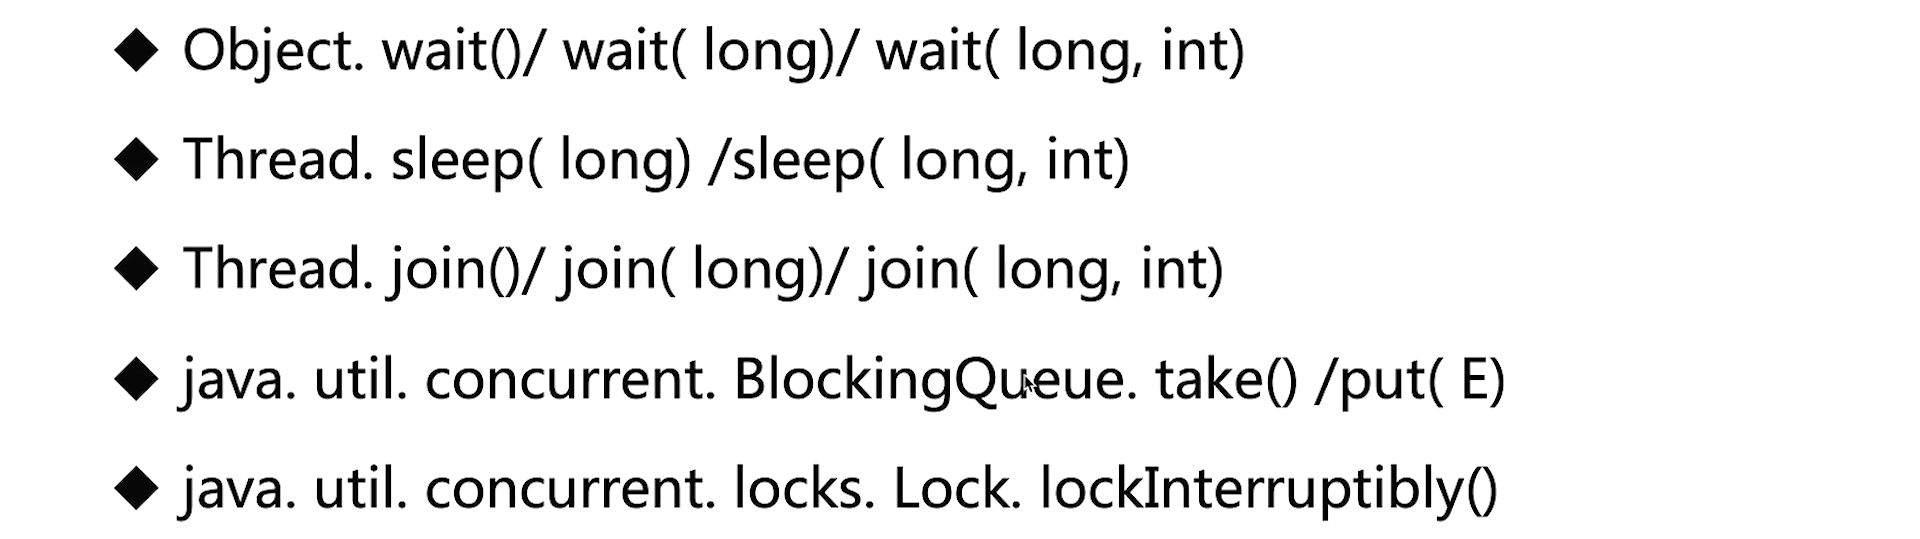 ◆ Object. wait()/ wait( long)/ wait( long, int)
◆ Thread. sleep( long) /sleep( long, int)
◆ Thread. join()/ join( long)/ join( long, int)
◆ java. util. concurrent. BlockingQueue. take() /put( E)
◆ java. util. concurrent. locks. Lock. lockInterruptibly()